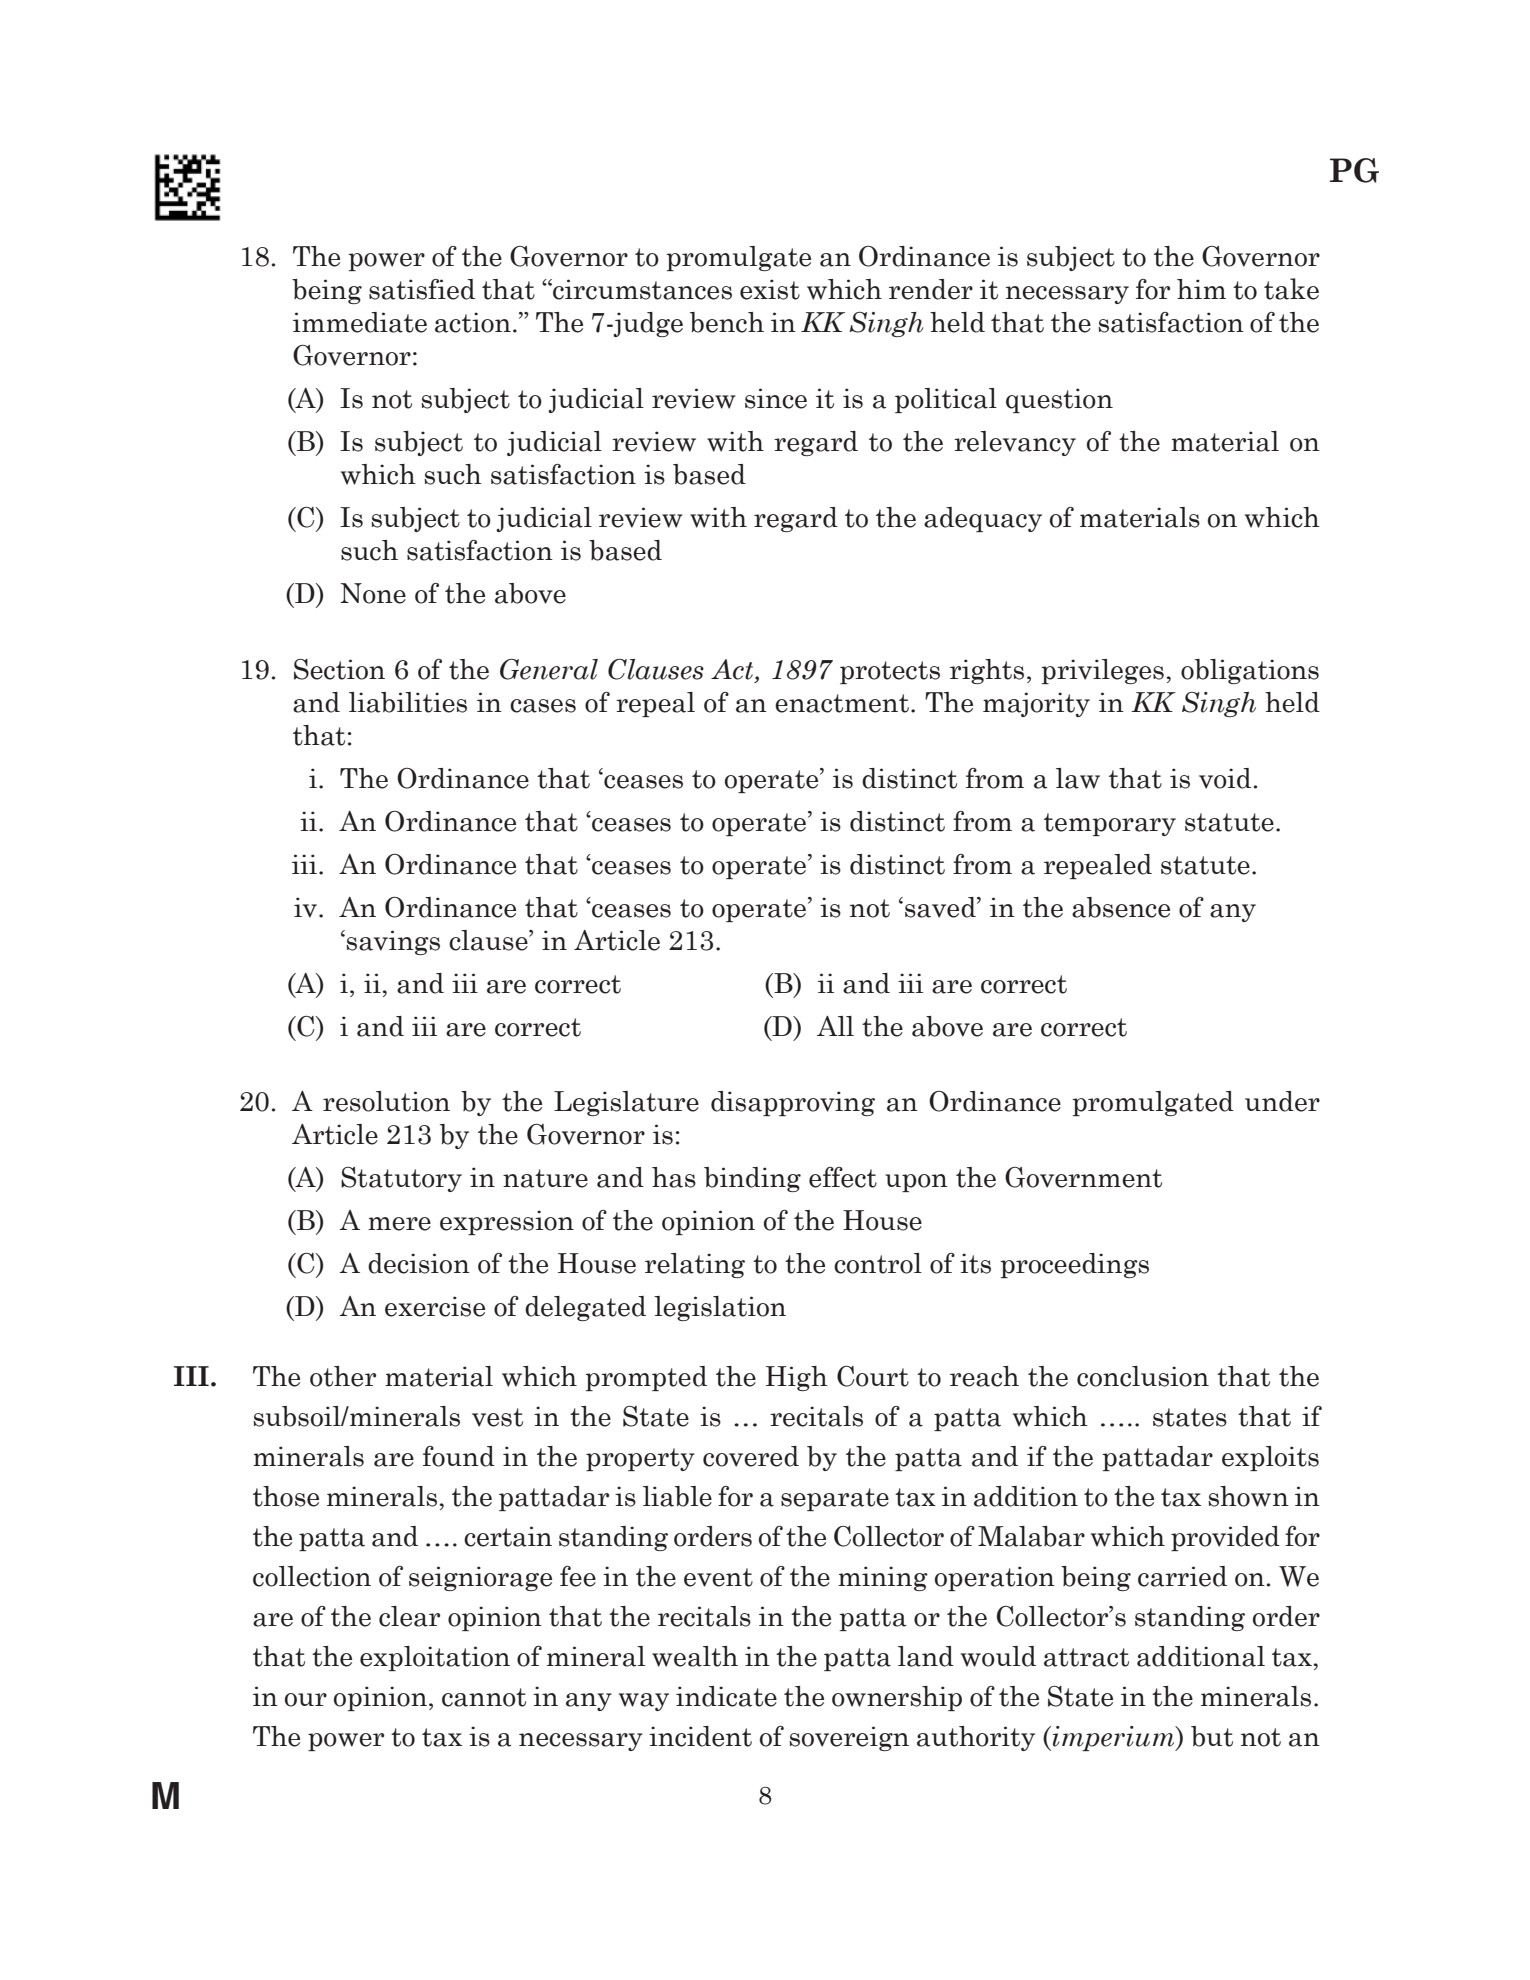 PG
18. The power of the Governor to promulgate an Ordinance is subject to the Governor
being satisfied that “circumstances exist which render it necessary for him to take
immediate action.” The 7-judge bench in KK Singh held that the satisfaction of the
Governor:
(A) Is not subject to judicial review since it is a political question
(B) Is subject to judicial review with regard to the relevancy of the material on
which such satisfaction is based
(C) Is subject to judicial review with regard to the adequacy of materials on which
such satisfaction is based
(D) None of the above
19. Section 6 of the General Clauses Act, 1897 protects rights, privileges, obligations
and liabilities in cases of repeal of an enactment. The majority in KK Singh held
that:
i. The Ordinance that ‘ceases to operate’ is distinct from a law that is void.
ii. An Ordinance that ‘ceases to operate’ is distinct from a temporary statute.
iii. An Ordinance that ‘ceases to operate’ is distinct from a repealed statute.
iv. An Ordinance that ‘ceases to operate’ is not ‘saved’ in the absence of any
‘savings clause’ in Article 213.
(A) i, ii, and iii are correct (B) ii and iii are correct
(C) i and iii are correct (D) All the above are correct
20. A resolution by the Legislature disapproving an Ordinance promulgated under
Article 213 by the Governor is:
(A) Statutory in nature and has binding effect upon the Government
(B) A mere expression of the opinion of the House
(C) A decision of the House relating to the control of its proceedings
(D) An exercise of delegated legislation
III. The other material which prompted the High Court to reach the conclusion that the
subsoil/minerals vest in the State is … recitals of a patta which ….. states that if
minerals are found in the property covered by the patta and if the pattadar exploits
those minerals, the pattadar is liable for a separate tax in addition to the tax shown in
the patta and …. certain standing orders of the Collector of Malabar which provided for
collection of seigniorage fee in the event of the mining operation being carried on. We
are of the clear opinion that the recitals in the patta or the Collector’s standing order
that the exploitation of mineral wealth in the patta land would attract additional tax,
in our opinion, cannot in any way indicate the ownership of the State in the minerals.
The power to tax is a necessary incident of sovereign authority (imperium) but not an
M 8